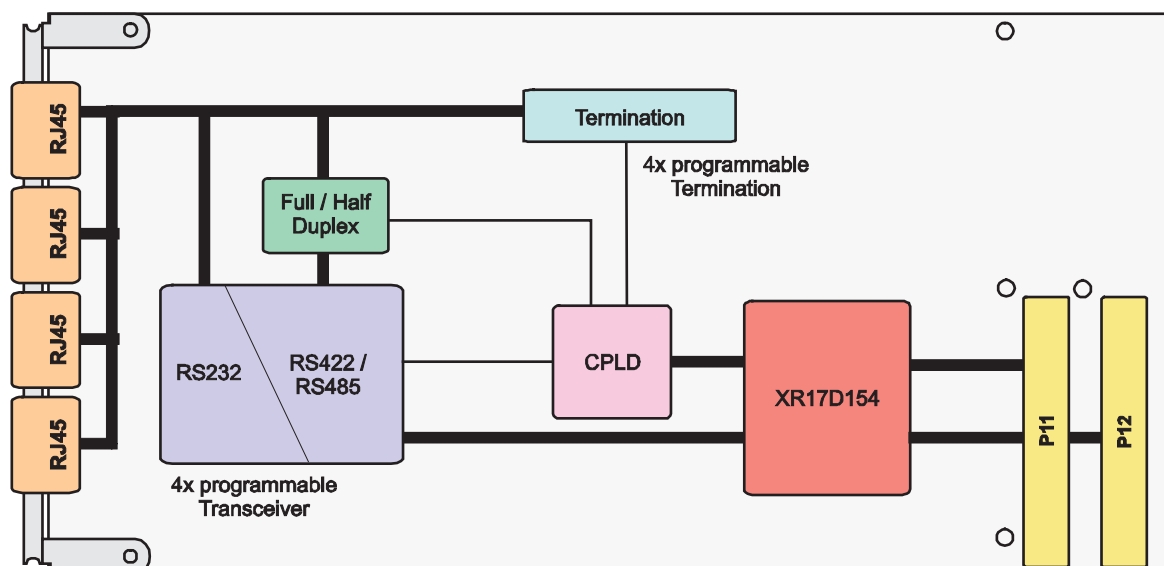 RJ45
RJ45
RJ45
RJ45
Termination
4x programmable
Termination
Full / Half
Duplex
RS232
RS422 /
RS485
4x programmable
Transceiver
CPLD
XR17D154
P11
P12